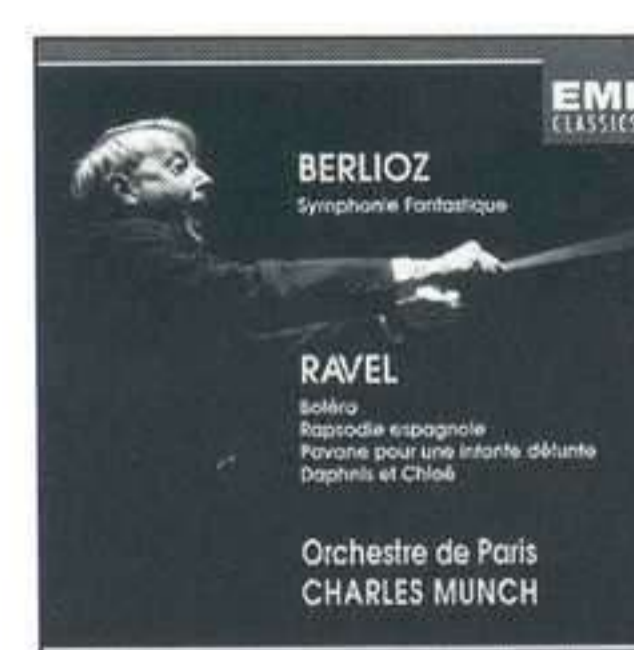 EMI
CLASSICS
BERLIOZ
Symphonie Fantastique
RAVEL
Boléro
Rapsodie espagnole
Pavane pour une infante défunte
Daphnis et Chloé
Orchestre de Paris
CHARLES MUNCH